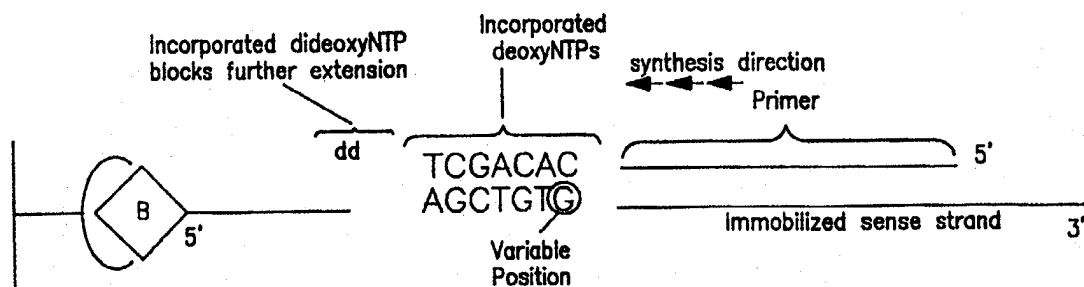 Incorporated dideoxyNTP
blocks further extension
Incorporated
deoxyNTPs
synthesis direction
Primer
dd
TCGACAC
5'
AGCTGTG
B
5'
Immobilized sense strand
3'
Variable
Position